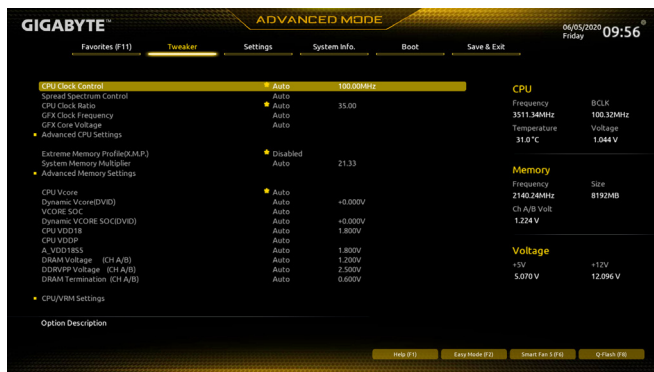 GIGABYTE™
ADVANCED MODE
06/05/2020
Friday
09:56
Favorites (F11) Tweaker Settings System Info. Boot Save & Exit
CPU Clock Control Auto 100.00MHz
Spread Spectrum Control Auto
CPU Clock Ratio Auto 35.00
GFX Clock Frequency Auto
GFX Core Voltage Auto
Advanced CPU Settings
Extreme Memory Profile(X.M.P.) Disabled
System Memory Multiplier Auto 21.33
Advanced Memory Settings
CPU Vcore Auto
Dynamic Vcore(DVID) Auto +0.000V
VCORE SOC Auto
Dynamic VCORE SOC(DVID) Auto +0.000V
CPU VDD18 Auto 1.800V
CPU VDDP Auto
A_VDD18S5 Auto 1.800V
DRAM Voltage (CH A/B) Auto 1.200V
DDRVPP Voltage (CH A/B) Auto 2.500V
DRAM Termination (CH A/B) Auto 0.600V
CPU/VRM Settings
Option Description
CPU
Frequency BCLK
3511.34MHz 100.32MHz
Temperature Voltage
31.0 °C 1.044 V
Memory
Frequency Size
2140.24MHz 8192MB
Ch A/B Volt
1.224 V
Voltage
+5V +12V
5.070 V 12.096 V
Help (F1) Easy Mode (F2) Smart Fan 5 (F6) Q-Flash (F8)